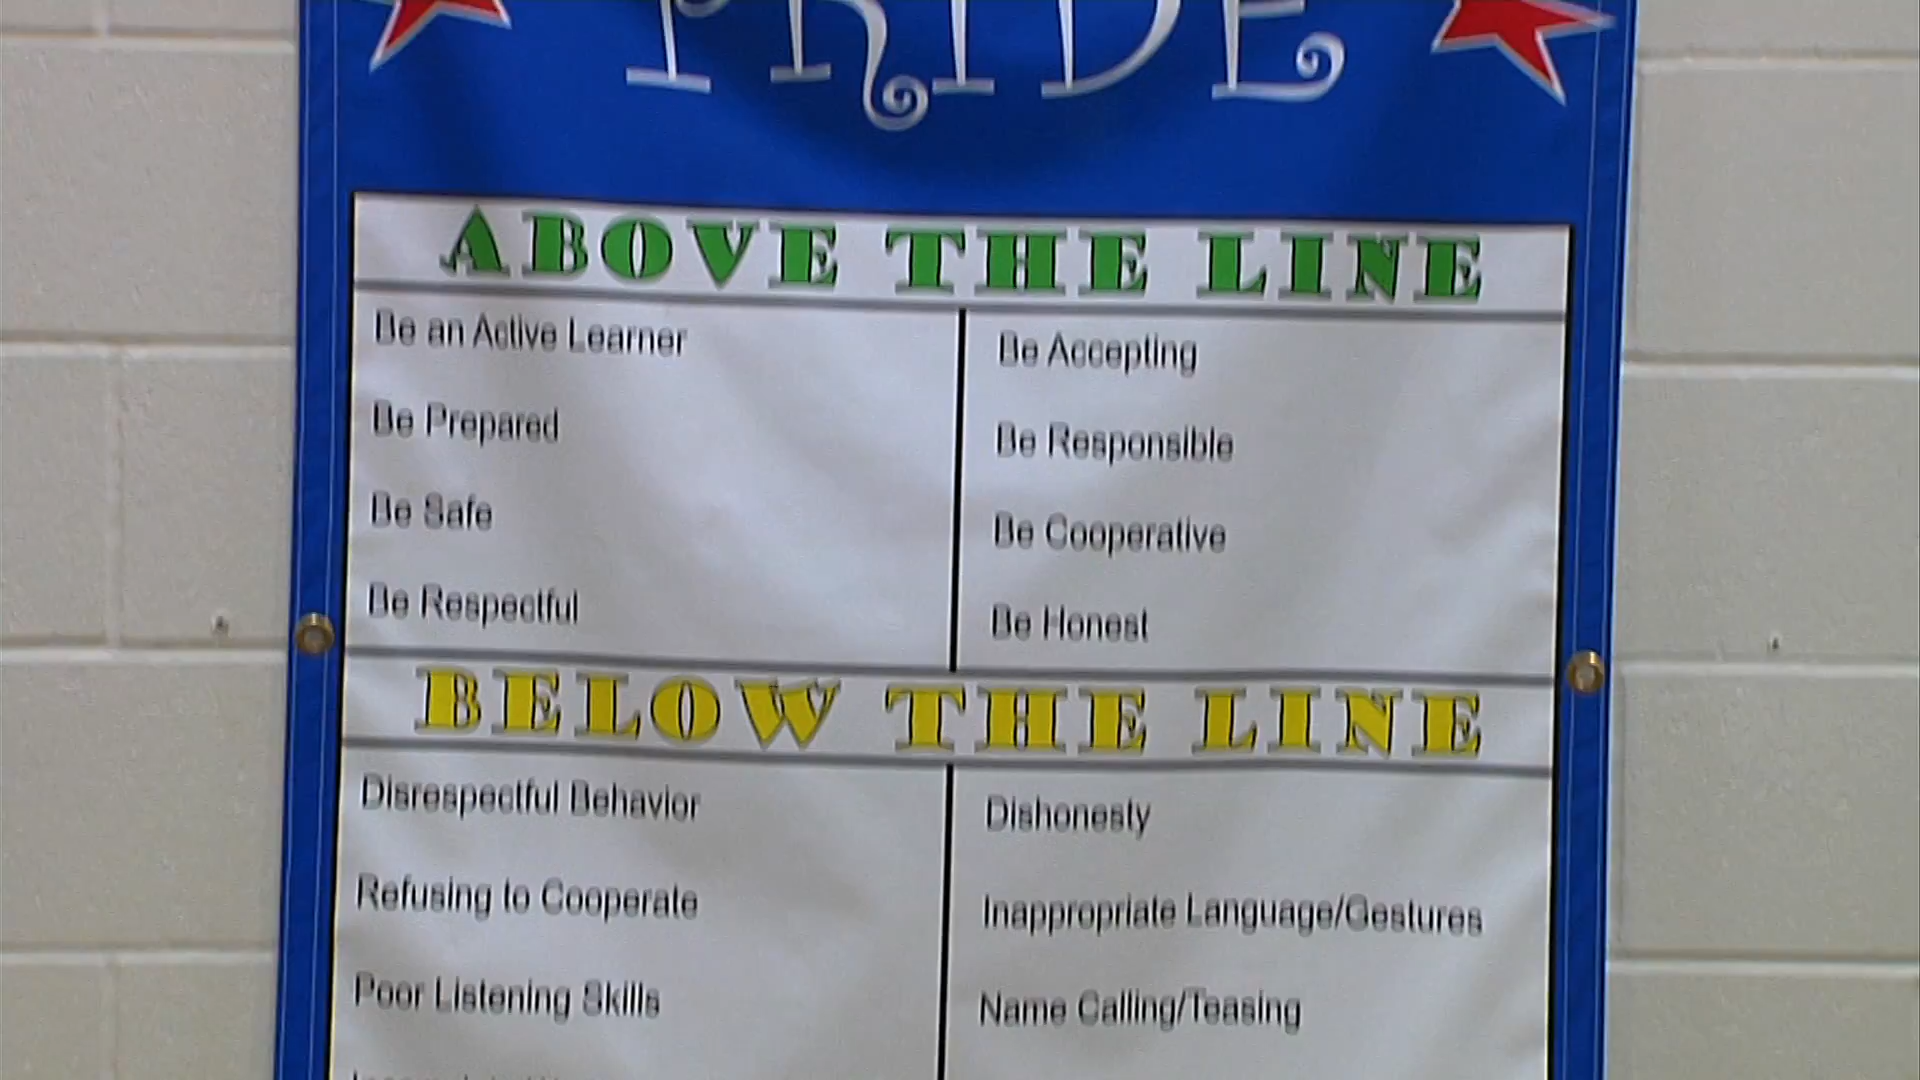 PRIDE
ABOVE THE LINE
Be an Active Learner
Be Prepared
Be Safe
Be Respectful
Be Accepting
Be Responsible
Be Cooperative
Be Honest
BELOW THE LINE
Disrespectful Behavior
Refusing to Cooperate
Poor Listening Skills
Dishonesty
Inappropriate Language/Gestures
Name Calling/Teasing